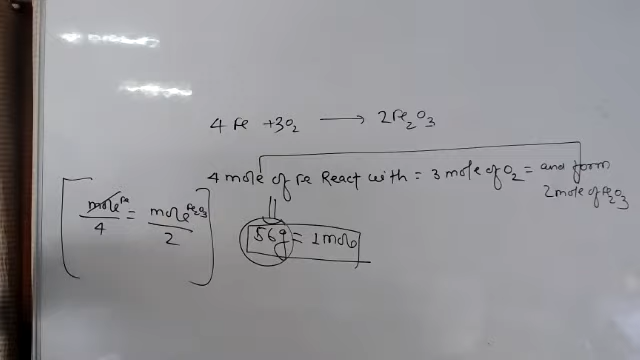 4 Fe + 3O₂ ⟶ 2Fe₂O₃
4 mole of Fe React with = 3 mole of O₂ = and form
2 mole of Fe₂O₃
mole Fe / 4 = mole Fe₂O₃ / 2
56g = 1 mole